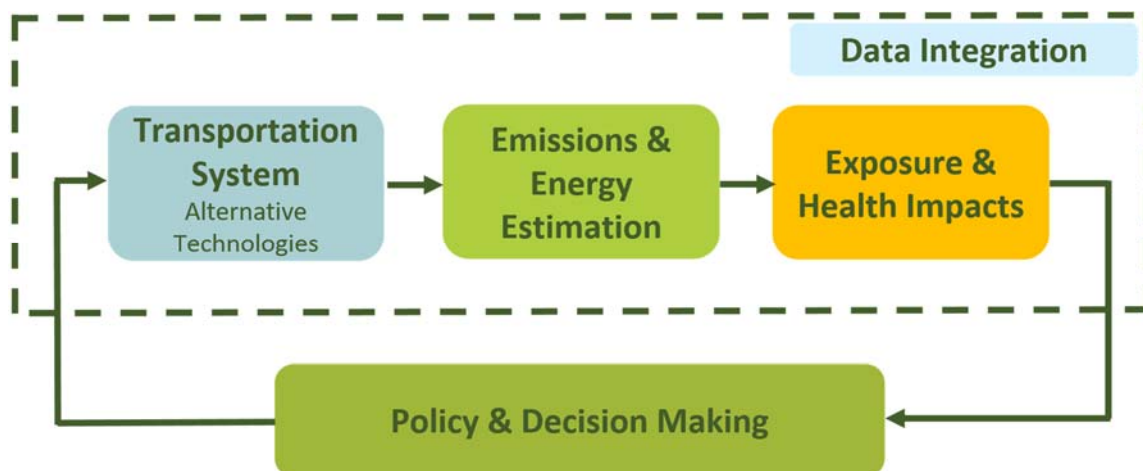 Data Integration
Transportation
System
Alternative
Technologies
Emissions &
Energy
Estimation
Exposure &
Health Impacts
Policy & Decision Making